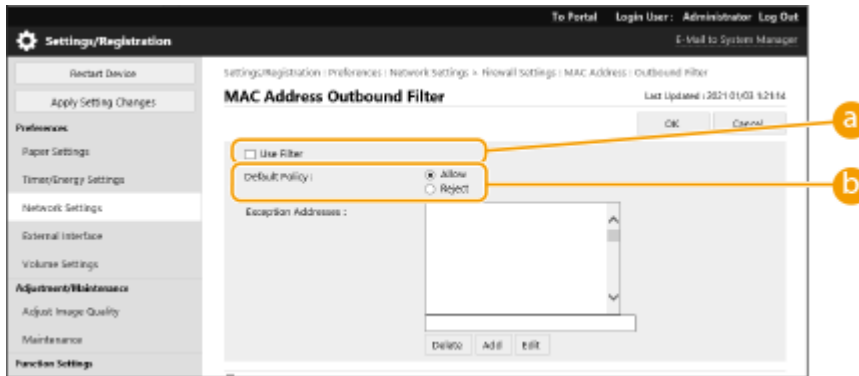 To Portal Login User : Administrator Log Out
Settings/Registration
E-Mail to System Manager
Restart Device
Apply Setting Changes
Settings/Registration : Preferences : Network Settings > Firewall Settings : MAC Address : Outbound Filter
MAC Address Outbound Filter
Last Updated : 2021 01/03 1:21:14
OK Cancel
a
Preferences
Paper Settings
Use Filter
Timer/Energy Settings
Default Policy :
Allow
Reject
b
Network Settings
Exception Addresses :
External Interface
Volume Settings
Adjustment/Maintenance
Adjust Image Quality
Maintenance
Delete Add Edit
Function Settings